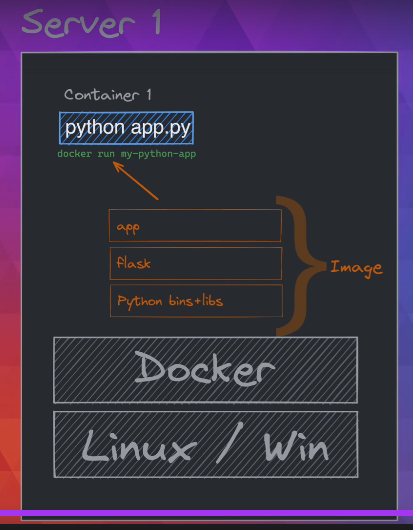 Server 1
Container 1
python app.py
docker run my-python-app
app
flask
Image
Python bins+libs
Docker
Linux / Win